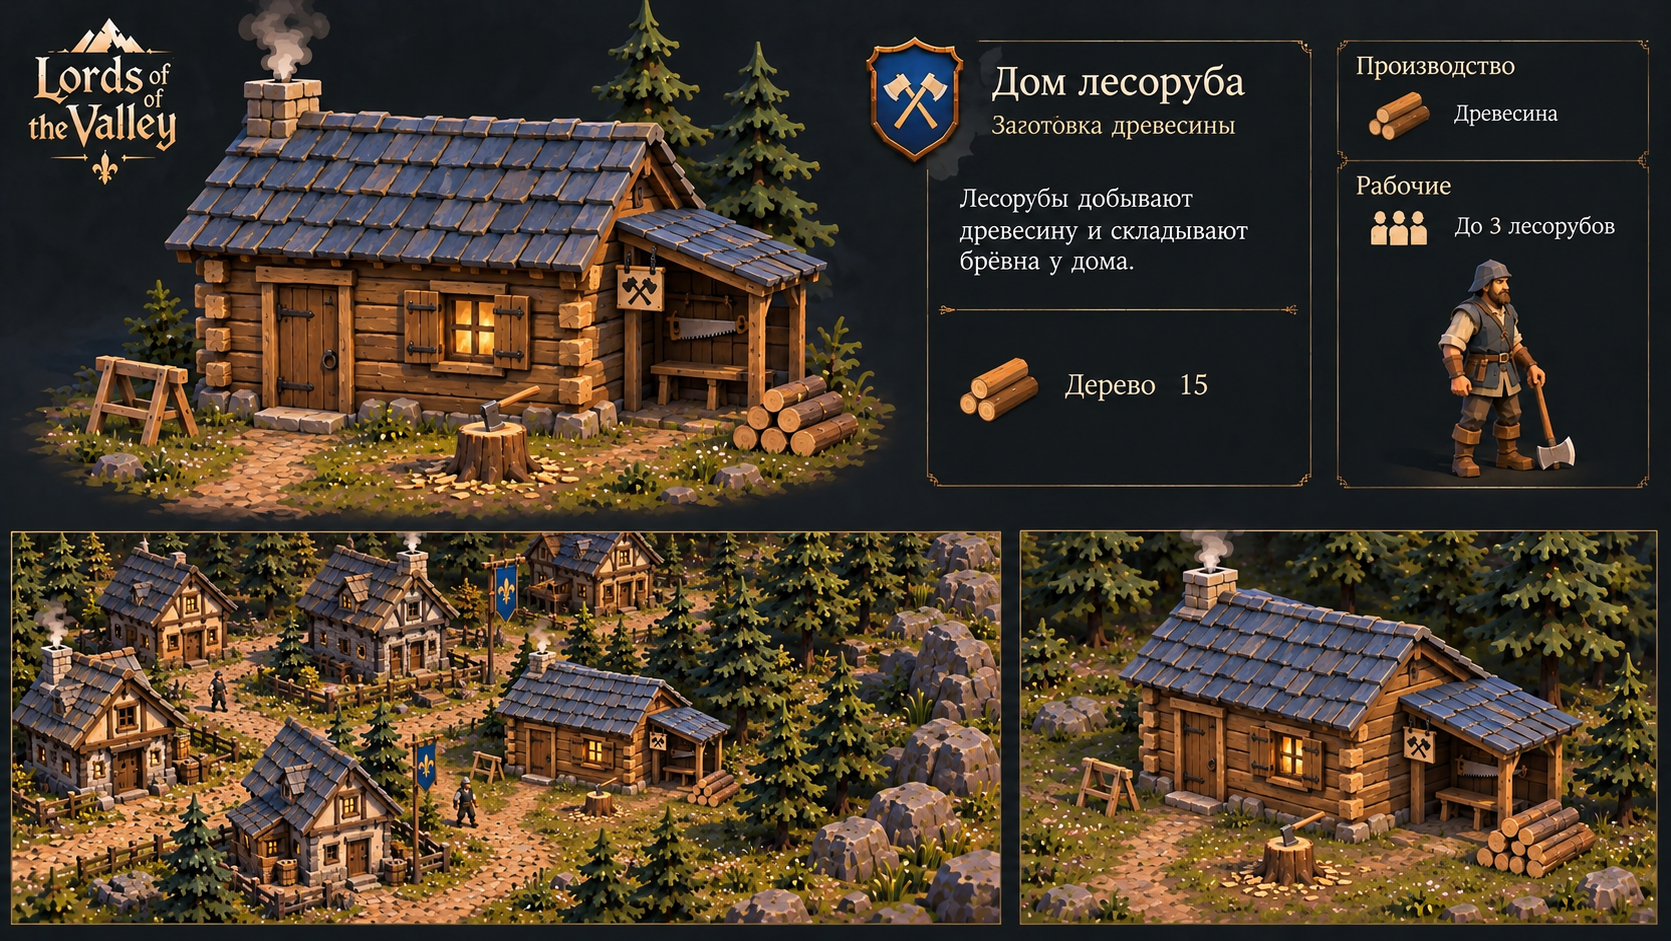 Lords of
of
the Valley
Дом лесоруба
Заготовка древесины
Лесорубы добывают
древесину и складывают
брёвна у дома.
Дерево 15
Производство
Древесина
Рабочие
До 3 лесорубов